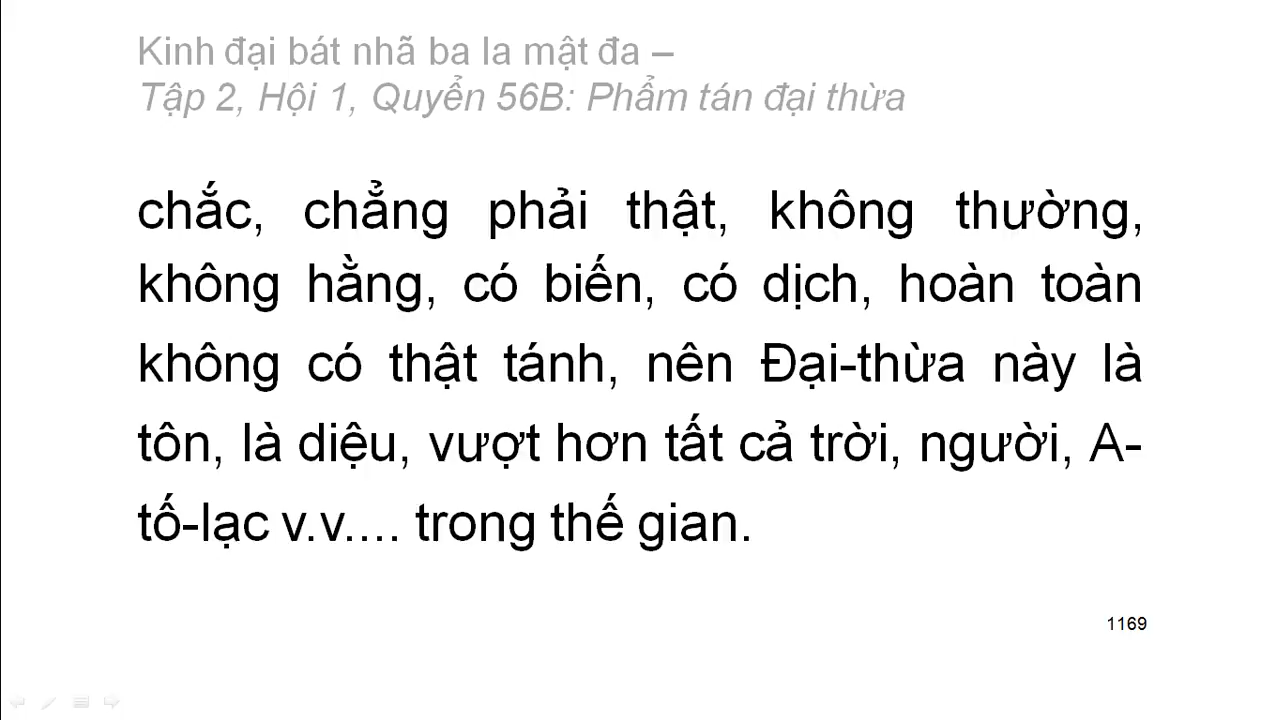 Kinh đại bát nhã ba la mật đa –
Tập 2, Hội 1, Quyển 56B: Phẩm tán đại thừa
chắc, chẳng phải thật, không thường,
không hằng, có biến, có dịch, hoàn toàn
không có thật tánh, nên Đại-thừa này là
tôn, là diệu, vượt hơn tất cả trời, người, A-
tố-lạc v.v.... trong thế gian.
1169